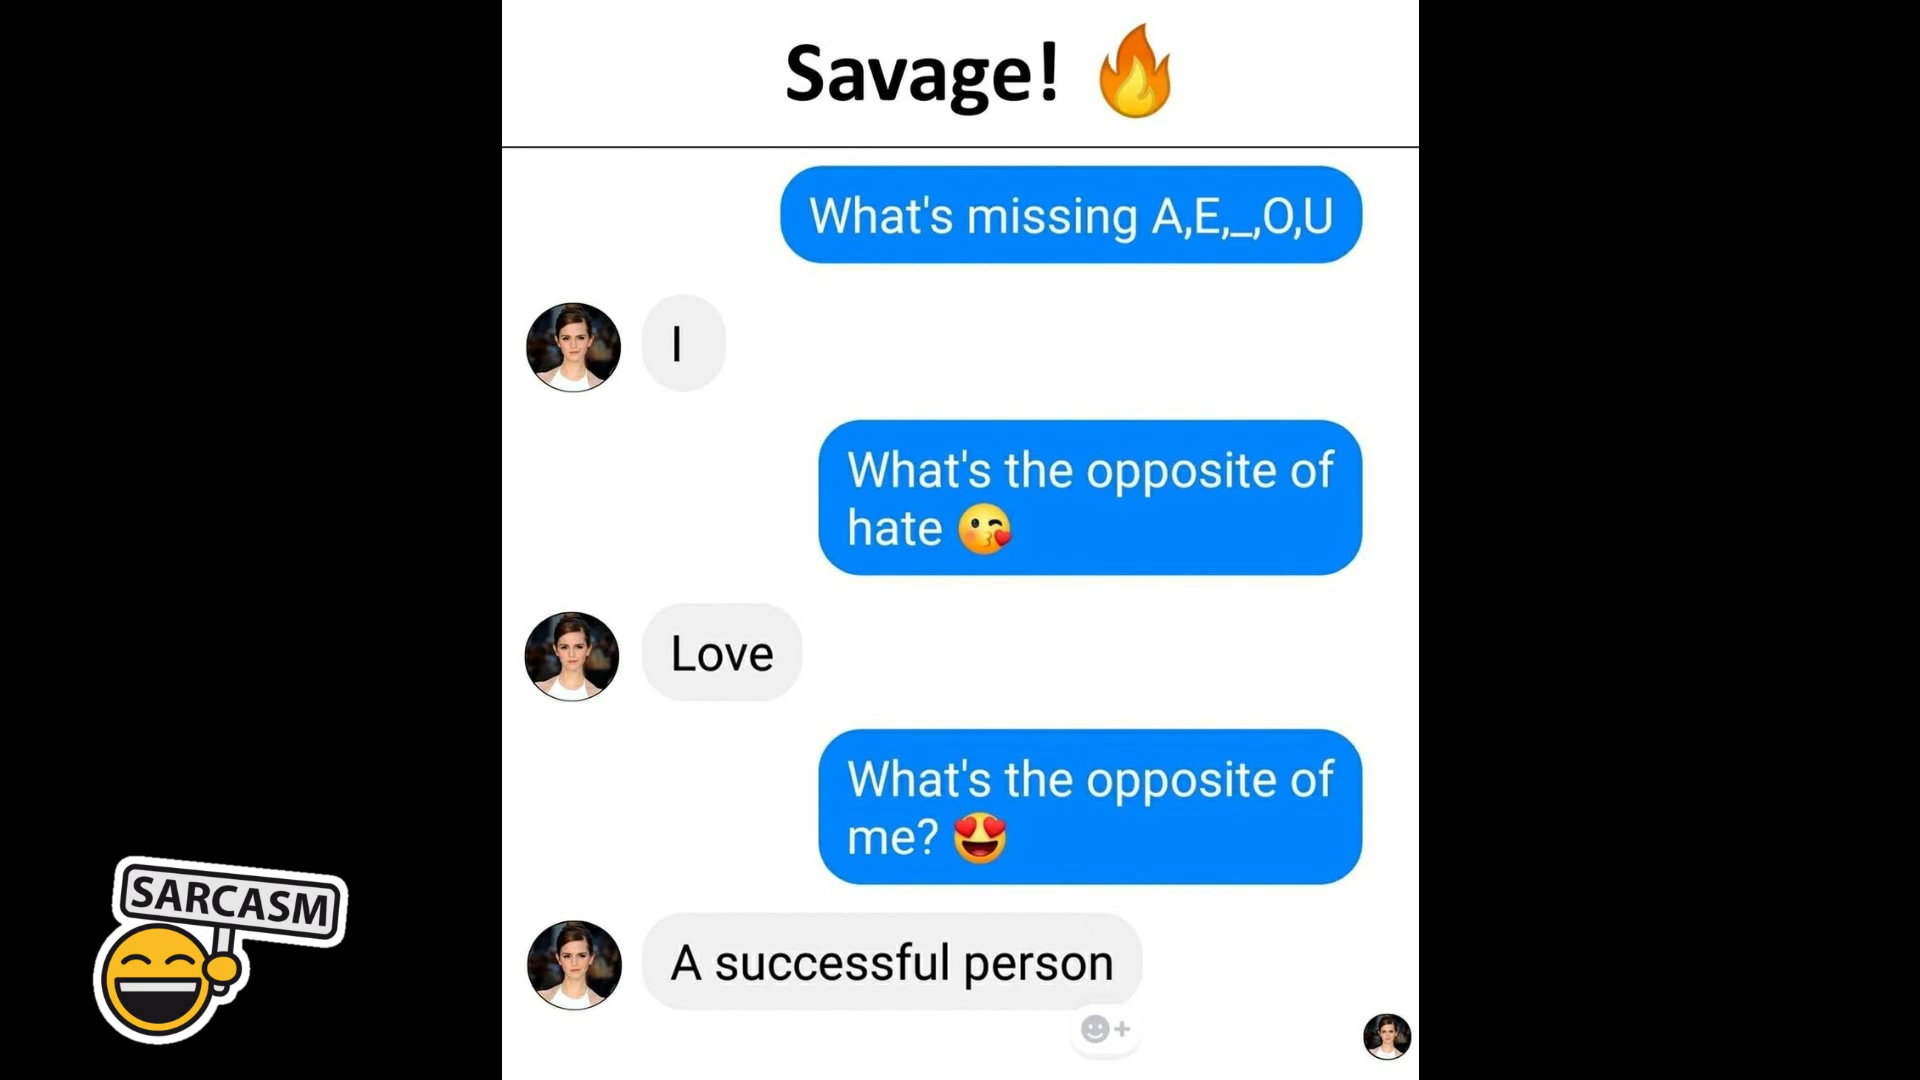 Savage! 🔥
What's missing A,E,_,O,U
I
What's the opposite of
hate 😘
Love
What's the opposite of
me? 😍
A successful person
SARCASM